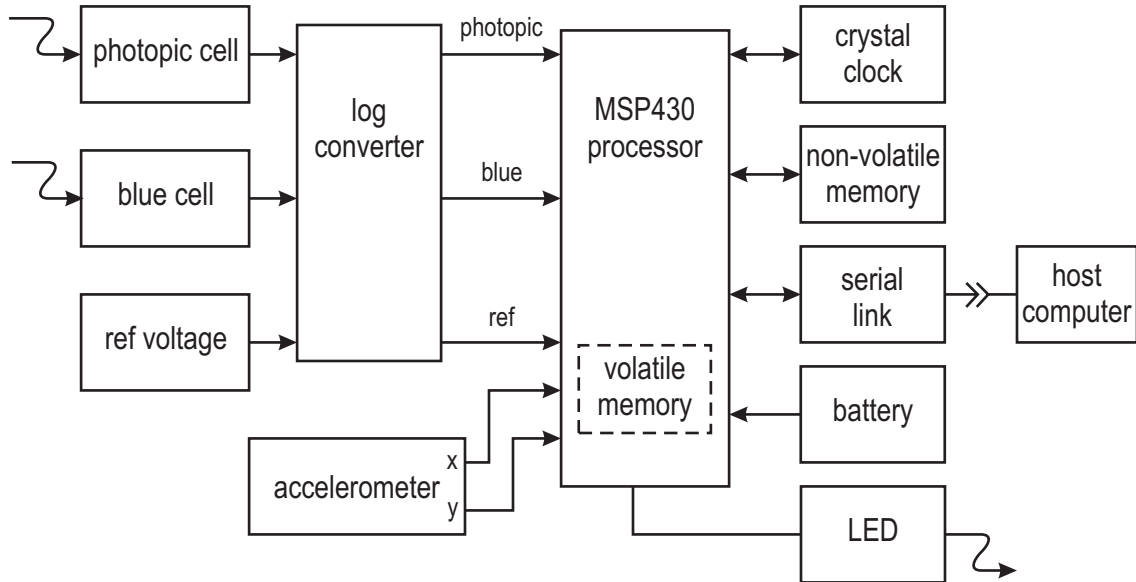 photopic cell
blue cell
ref voltage
log
converter
photopic
blue
ref
accelerometer
x
y
MSP430
processor
volatile
memory
crystal
clock
non-volatile
memory
serial
link
host
computer
battery
LED